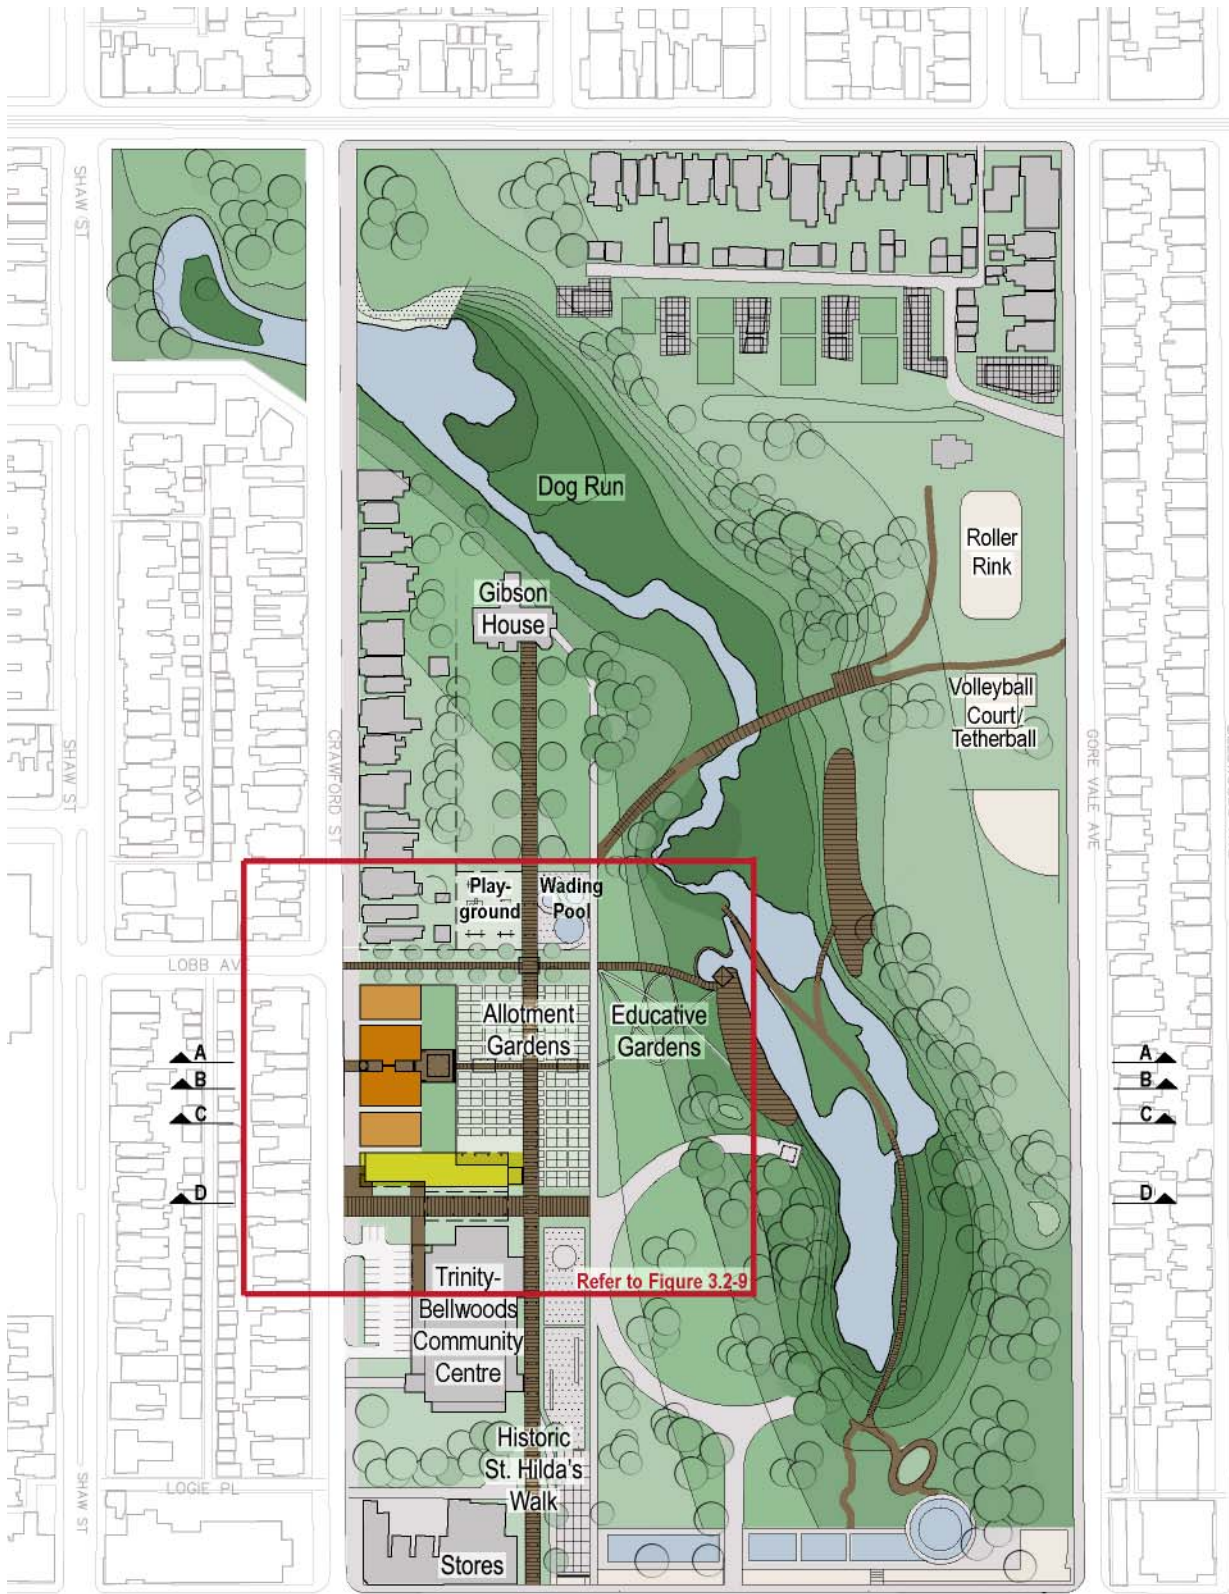 SHAW ST
Dog Run
Roller
Rink
Gibson
House
Volleyball
Court/
Tetherball
SHAW ST
CRAWFORD ST
GORE VALE AVE
Play-
ground
Wading
Pool
LOBB AVE
Allotment
Gardens
Educative
Gardens
A
B
C
D
A
B
C
D
Refer to Figure 3.2-9
Trinity-
Bellwoods
Community
Centre
Historic
St. Hilda's
Walk
LOGIE PL
SHAW ST
Stores